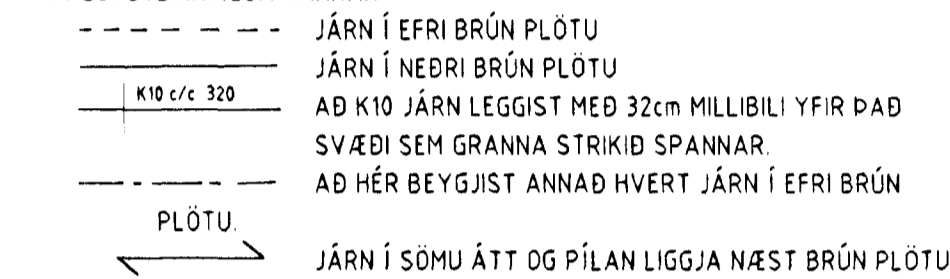 JÁRN Í EFRI BRÚN PLÖTU
JÁRN Í NEÐRI BRÚN PLÖTU
K10 c/c 320
AÐ K10 JÁRN LEGGIST MEÐ 32cm MILLIBILI YFIR ÞAÐ
SVÆÐI SEM GRANNA STRIKIÐ SPANNAR.
AÐ HÉR BEYGJIST ANNAÐ HVERT JÁRN Í EFRI BRÚN
PLÖTU.
JÁRN Í SÖMU ÁTT OG PÍLAN LIGGJA NÆST BRÚN PLÖTU